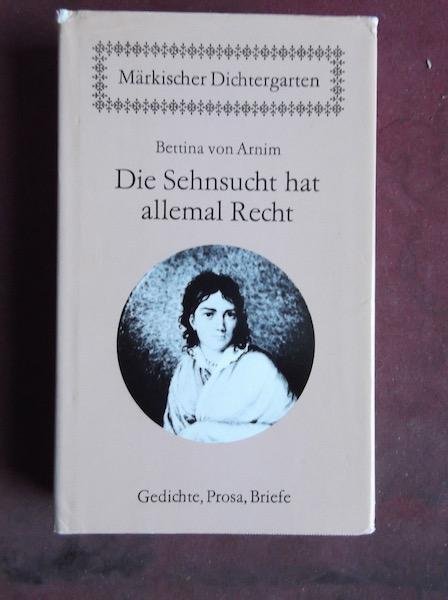 Märkischer Dichtergarten
Bettina von Arnim
Die Sehnsucht hat
allemal Recht
Gedichte, Prosa, Briefe